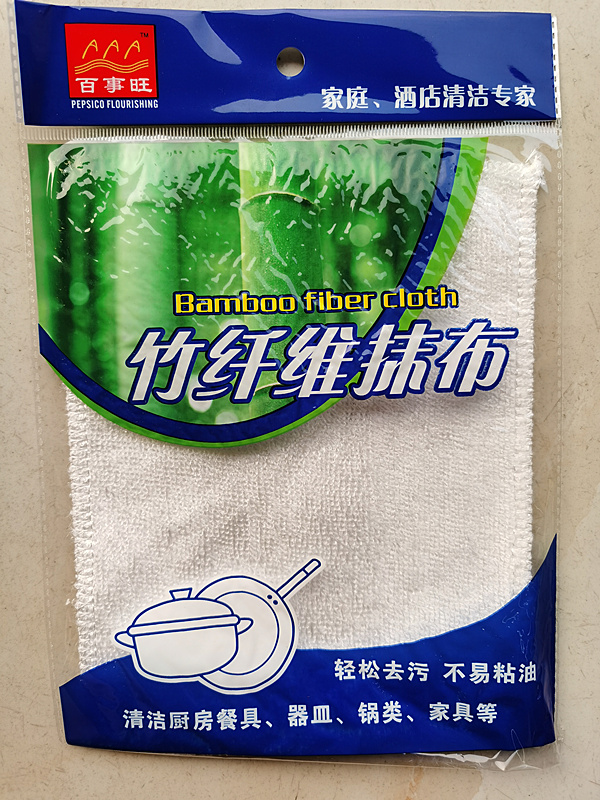 AAA™
百事旺
PEPSICO FLOURISHING
家庭、酒店清洁专家
Bamboo fiber cloth
竹纤维抹布
轻松去污 不易粘油
清洁厨房餐具、器皿、锅类、家具等